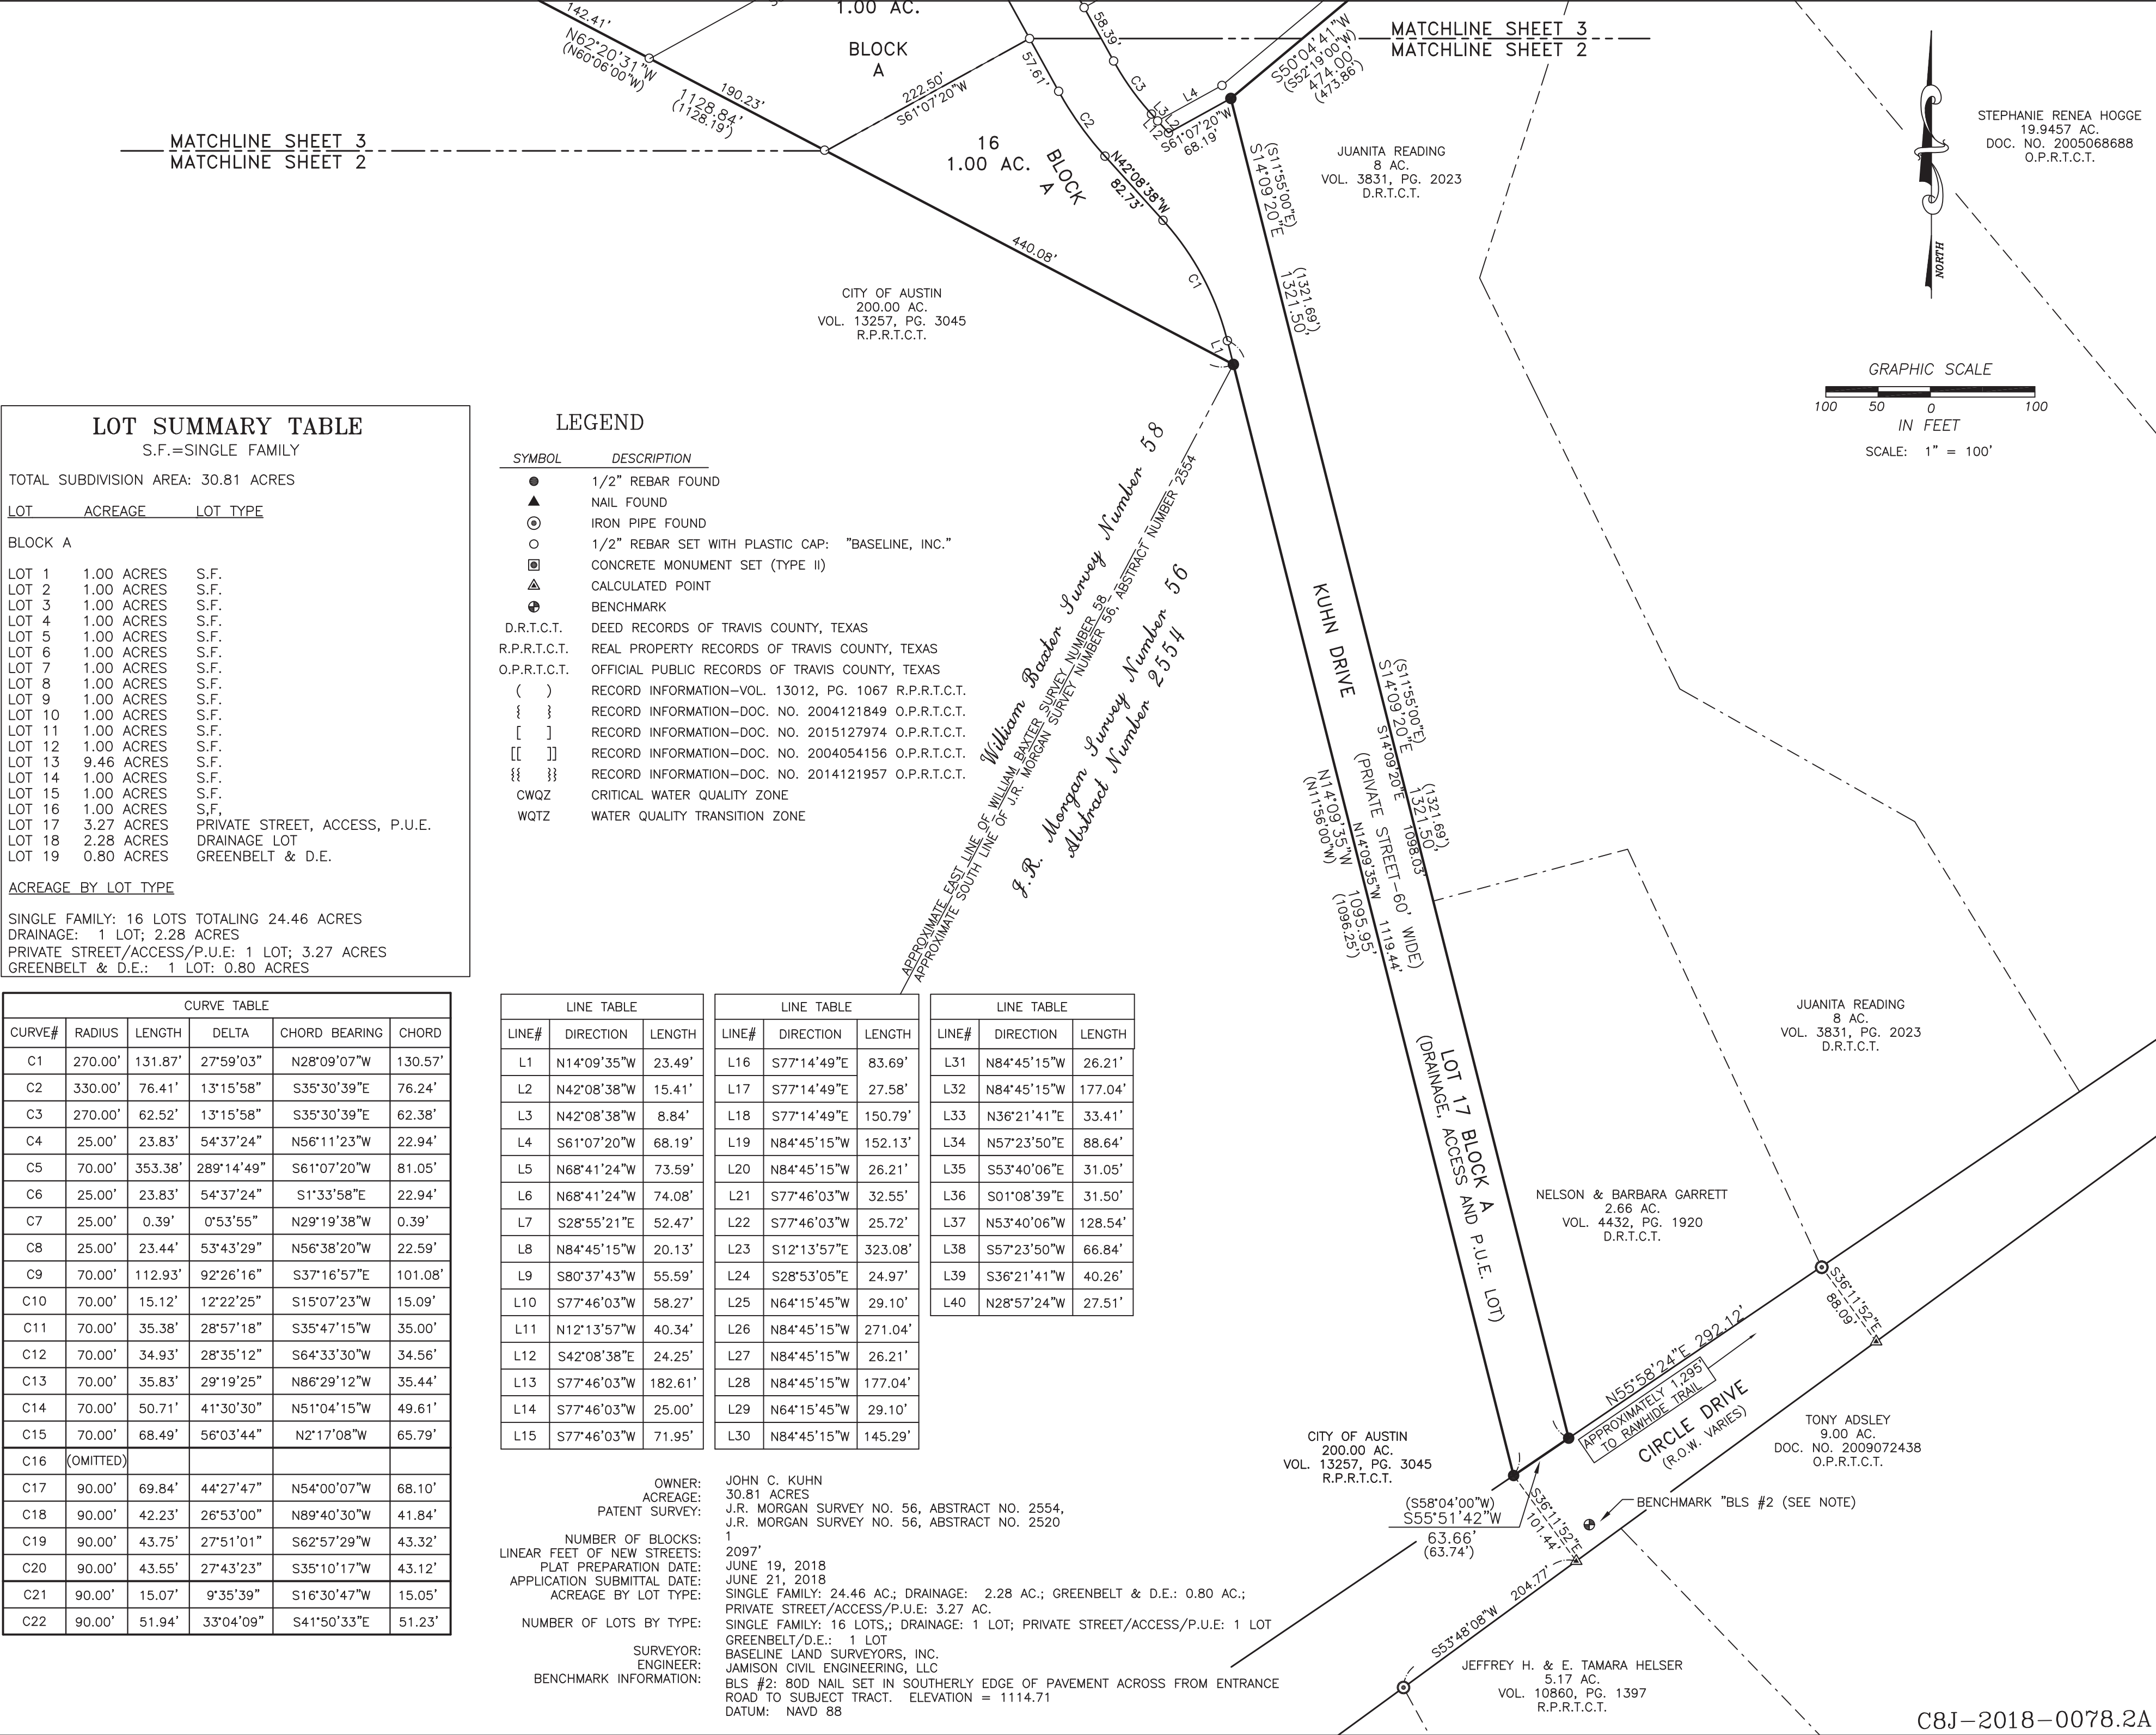 142.41'
N62°20'31"W
(N60°06'00"W)
1128.84'
(1128.19')
190.23'
1.00 AC.
BLOCK
A
222.50'
S61°07'20"W
57.61'
58.39'
C3
C2
L3
L2
L12
L4
S61°07'20"W
68.19'
S50°04'41"W
(S52°19'00"W)
474.00'
(473.86')
MATCHLINE SHEET 3
MATCHLINE SHEET 2
MATCHLINE SHEET 3
MATCHLINE SHEET 2
16
1.00 AC.
BLOCK
A
N42°08'38"W
82.73'
440.08'
C1
L1
(S11°55'00"E)
S14°09'20"E
(1321.69')
1321.50'
JUANITA READING
8 AC.
VOL. 3831, PG. 2023
D.R.T.C.T.
STEPHANIE RENEA HOGGE
19.9457 AC.
DOC. NO. 2005068688
O.P.R.T.C.T.
NORTH
CITY OF AUSTIN
200.00 AC.
VOL. 13257, PG. 3045
R.P.R.T.C.T.
GRAPHIC SCALE
100 50 0 100
IN FEET
SCALE: 1" = 100'
LOT SUMMARY TABLE
S.F.=SINGLE FAMILY
TOTAL SUBDIVISION AREA: 30.81 ACRES
LOT ACREAGE LOT TYPE
BLOCK A
LOT 1 1.00 ACRES S.F.
LOT 2 1.00 ACRES S.F.
LOT 3 1.00 ACRES S.F.
LOT 4 1.00 ACRES S.F.
LOT 5 1.00 ACRES S.F.
LOT 6 1.00 ACRES S.F.
LOT 7 1.00 ACRES S.F.
LOT 8 1.00 ACRES S.F.
LOT 9 1.00 ACRES S.F.
LOT 10 1.00 ACRES S.F.
LOT 11 1.00 ACRES S.F.
LOT 12 1.00 ACRES S.F.
LOT 13 9.46 ACRES S.F.
LOT 14 1.00 ACRES S.F.
LOT 15 1.00 ACRES S.F.
LOT 16 1.00 ACRES S,F,
LOT 17 3.27 ACRES PRIVATE STREET, ACCESS, P.U.E.
LOT 18 2.28 ACRES DRAINAGE LOT
LOT 19 0.80 ACRES GREENBELT & D.E.
ACREAGE BY LOT TYPE
SINGLE FAMILY: 16 LOTS TOTALING 24.46 ACRES
DRAINAGE: 1 LOT; 2.28 ACRES
PRIVATE STREET/ACCESS/P.U.E: 1 LOT; 3.27 ACRES
GREENBELT & D.E.: 1 LOT: 0.80 ACRES
LEGEND
SYMBOL DESCRIPTION
1/2" REBAR FOUND
NAIL FOUND
IRON PIPE FOUND
1/2" REBAR SET WITH PLASTIC CAP: "BASELINE, INC."
CONCRETE MONUMENT SET (TYPE II)
CALCULATED POINT
BENCHMARK
D.R.T.C.T. DEED RECORDS OF TRAVIS COUNTY, TEXAS
R.P.R.T.C.T. REAL PROPERTY RECORDS OF TRAVIS COUNTY, TEXAS
O.P.R.T.C.T. OFFICIAL PUBLIC RECORDS OF TRAVIS COUNTY, TEXAS
( ) RECORD INFORMATION-VOL. 13012, PG. 1067 R.P.R.T.C.T.
{ } RECORD INFORMATION-DOC. NO. 2004121849 O.P.R.T.C.T.
[ ] RECORD INFORMATION-DOC. NO. 2015127974 O.P.R.T.C.T.
[[ ]] RECORD INFORMATION-DOC. NO. 2004054156 O.P.R.T.C.T.
{{ }} RECORD INFORMATION-DOC. NO. 2014121957 O.P.R.T.C.T.
CWQZ CRITICAL WATER QUALITY ZONE
WQTZ WATER QUALITY TRANSITION ZONE
William Baxter Survey Number 58
APPROXIMATE EAST LINE OF WILLIAM BAXTER SURVEY NUMBER 58
APPROXIMATE SOUTH LINE OF J.R. MORGAN SURVEY NUMBER 56, ABSTRACT NUMBER 2554
J.R. Morgan Survey Number 56
Abstract Number 2554
KUHN DRIVE
(PRIVATE STREET-60' WIDE)
(S11°55'00"E)
S14°09'20"E
(1321.69')
1321.50'
S14°09'20"E 1098.03'
N14°09'35"W 1119.44'
N14°09'35"W 1095.95'
(N11°56'00"W) (1096.25')
LOT 17 BLOCK A
(DRAINAGE, ACCESS AND P.U.E. LOT)
JUANITA READING
8 AC.
VOL. 3831, PG. 2023
D.R.T.C.T.
NELSON & BARBARA GARRETT
2.66 AC.
VOL. 4432, PG. 1920
D.R.T.C.T.
S36°11'52"E
88.09'
N55°58'24"E 292.12'
APPROXIMATELY 1,295'
TO RAWHIDE TRAIL
CIRCLE DRIVE
(R.O.W. VARIES)
TONY ADSLEY
9.00 AC.
DOC. NO. 2009072438
O.P.R.T.C.T.
CITY OF AUSTIN
200.00 AC.
VOL. 13257, PG. 3045
R.P.R.T.C.T.
(S58°04'00"W)
S55°51'42"W
63.66'
(63.74')
S36°11'52"E
101.44'
BENCHMARK "BLS #2 (SEE NOTE)
S53°48'08"W 204.77'
JEFFREY H. & E. TAMARA HELSER
5.17 AC.
VOL. 10860, PG. 1397
R.P.R.T.C.T.
CURVE TABLE
CURVE# RADIUS LENGTH DELTA CHORD BEARING CHORD
C1 270.00' 131.87' 27°59'03" N28°09'07"W 130.57'
C2 330.00' 76.41' 13°15'58" S35°30'39"E 76.24'
C3 270.00' 62.52' 13°15'58" S35°30'39"E 62.38'
C4 25.00' 23.83' 54°37'24" N56°11'23"W 22.94'
C5 70.00' 353.38' 289°14'49" S61°07'20"W 81.05'
C6 25.00' 23.83' 54°37'24" S1°33'58"E 22.94'
C7 25.00' 0.39' 0°53'55" N29°19'38"W 0.39'
C8 25.00' 23.44' 53°43'29" N56°38'20"W 22.59'
C9 70.00' 112.93' 92°26'16" S37°16'57"E 101.08'
C10 70.00' 15.12' 12°22'25" S15°07'23"W 15.09'
C11 70.00' 35.38' 28°57'18" S35°47'15"W 35.00'
C12 70.00' 34.93' 28°35'12" S64°33'30"W 34.56'
C13 70.00' 35.83' 29°19'25" N86°29'12"W 35.44'
C14 70.00' 50.71' 41°30'30" N51°04'15"W 49.61'
C15 70.00' 68.49' 56°03'44" N2°17'08"W 65.79'
C16 (OMITTED)
C17 90.00' 69.84' 44°27'47" N54°00'07"W 68.10'
C18 90.00' 42.23' 26°53'00" N89°40'30"W 41.84'
C19 90.00' 43.75' 27°51'01" S62°57'29"W 43.32'
C20 90.00' 43.55' 27°43'23" S35°10'17"W 43.12'
C21 90.00' 15.07' 9°35'39" S16°30'47"W 15.05'
C22 90.00' 51.94' 33°04'09" S41°50'33"E 51.23'
LINE TABLE
LINE# DIRECTION LENGTH
L1 N14°09'35"W 23.49'
L2 N42°08'38"W 15.41'
L3 N42°08'38"W 8.84'
L4 S61°07'20"W 68.19'
L5 N68°41'24"W 73.59'
L6 N68°41'24"W 74.08'
L7 S28°55'21"E 52.47'
L8 N84°45'15"W 20.13'
L9 S80°37'43"W 55.59'
L10 S77°46'03"W 58.27'
L11 N12°13'57"W 40.34'
L12 S42°08'38"E 24.25'
L13 S77°46'03"W 182.61'
L14 S77°46'03"W 25.00'
L15 S77°46'03"W 71.95'
LINE TABLE
LINE# DIRECTION LENGTH
L16 S77°14'49"E 83.69'
L17 S77°14'49"E 27.58'
L18 S77°14'49"E 150.79'
L19 N84°45'15"W 152.13'
L20 N84°45'15"W 26.21'
L21 S77°46'03"W 32.55'
L22 S77°46'03"W 25.72'
L23 S12°13'57"E 323.08'
L24 S28°53'05"E 24.97'
L25 N64°15'45"W 29.10'
L26 N84°45'15"W 271.04'
L27 N84°45'15"W 26.21'
L28 N84°45'15"W 177.04'
L29 N64°15'45"W 29.10'
L30 N84°45'15"W 145.29'
LINE TABLE
LINE# DIRECTION LENGTH
L31 N84°45'15"W 26.21'
L32 N84°45'15"W 177.04'
L33 N36°21'41"E 33.41'
L34 N57°23'50"E 88.64'
L35 S53°40'06"E 31.05'
L36 S01°08'39"E 31.50'
L37 N53°40'06"W 128.54'
L38 S57°23'50"W 66.84'
L39 S36°21'41"W 40.26'
L40 N28°57'24"W 27.51'
OWNER: JOHN C. KUHN
ACREAGE: 30.81 ACRES
PATENT SURVEY: J.R. MORGAN SURVEY NO. 56, ABSTRACT NO. 2554,
J.R. MORGAN SURVEY NO. 56, ABSTRACT NO. 2520
NUMBER OF BLOCKS: 1
LINEAR FEET OF NEW STREETS: 2097'
PLAT PREPARATION DATE: JUNE 19, 2018
APPLICATION SUBMITTAL DATE: JUNE 21, 2018
ACREAGE BY LOT TYPE: SINGLE FAMILY: 24.46 AC.; DRAINAGE: 2.28 AC.; GREENBELT & D.E.: 0.80 AC.;
PRIVATE STREET/ACCESS/P.U.E: 3.27 AC.
NUMBER OF LOTS BY TYPE: SINGLE FAMILY: 16 LOTS,; DRAINAGE: 1 LOT; PRIVATE STREET/ACCESS/P.U.E: 1 LOT
GREENBELT/D.E.: 1 LOT
SURVEYOR: BASELINE LAND SURVEYORS, INC.
ENGINEER: JAMISON CIVIL ENGINEERING, LLC
BENCHMARK INFORMATION: BLS #2: 80D NAIL SET IN SOUTHERLY EDGE OF PAVEMENT ACROSS FROM ENTRANCE
ROAD TO SUBJECT TRACT. ELEVATION = 1114.71
DATUM: NAVD 88
C8J-2018-0078.2A